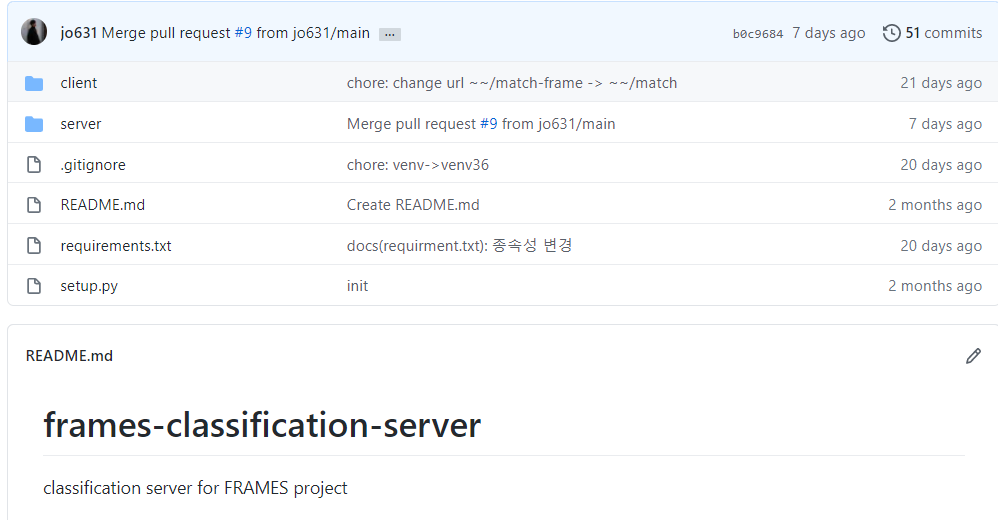 jo631 Merge pull request #9 from jo631/main ... b0c9684 7 days ago 51 commits
client chore: change url ~~/match-frame -> ~~/match 21 days ago
server Merge pull request #9 from jo631/main 7 days ago
.gitignore chore: venv->venv36 20 days ago
README.md Create README.md 2 months ago
requirements.txt docs(requirment.txt): 종속성 변경 20 days ago
setup.py init 2 months ago
README.md
frames-classification-server
classification server for FRAMES project